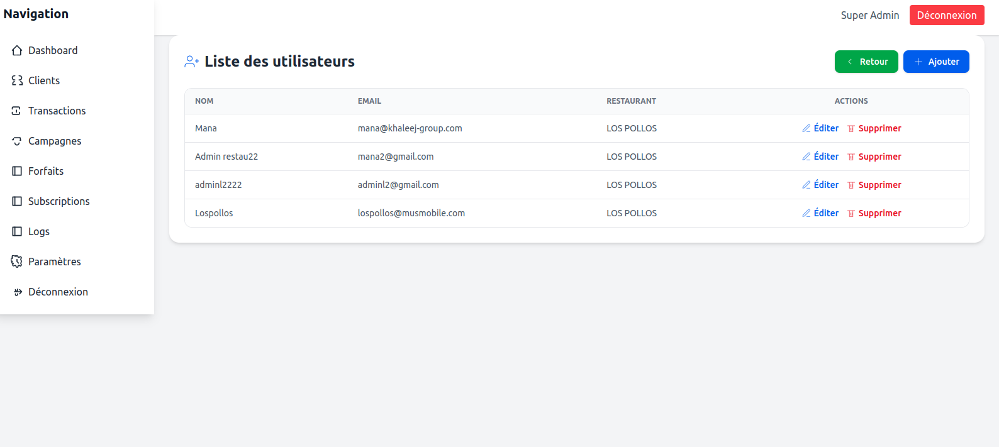 Navigation
Dashboard
Clients
Transactions
Campagnes
Forfaits
Subscriptions
Logs
Paramètres
Déconnexion
Super Admin Déconnexion
Liste des utilisateurs
Retour Ajouter
NOM EMAIL RESTAURANT ACTIONS
Mana mana@khaleej-group.com LOS POLLOS Éditer Supprimer
Admin restau22 mana2@gmail.com LOS POLLOS Éditer Supprimer
adminl2222 adminl2@gmail.com LOS POLLOS Éditer Supprimer
Lospollos lospollos@musmobile.com LOS POLLOS Éditer Supprimer